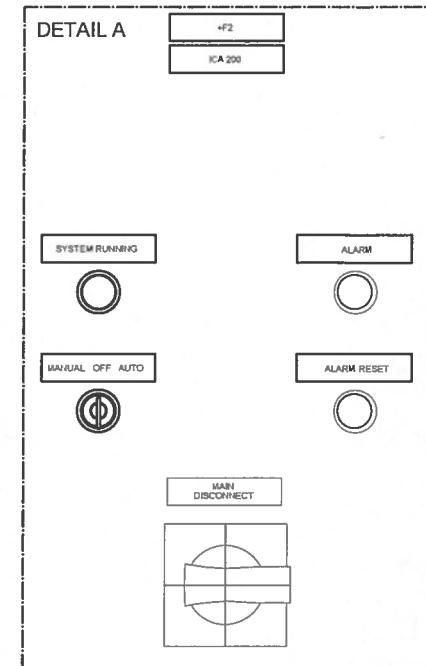 DETAIL A
+F2
ICA 200
SYSTEM RUNNING
ALARM
MANUAL OFF AUTO
ALARM RESET
MAIN
DISCONNECT